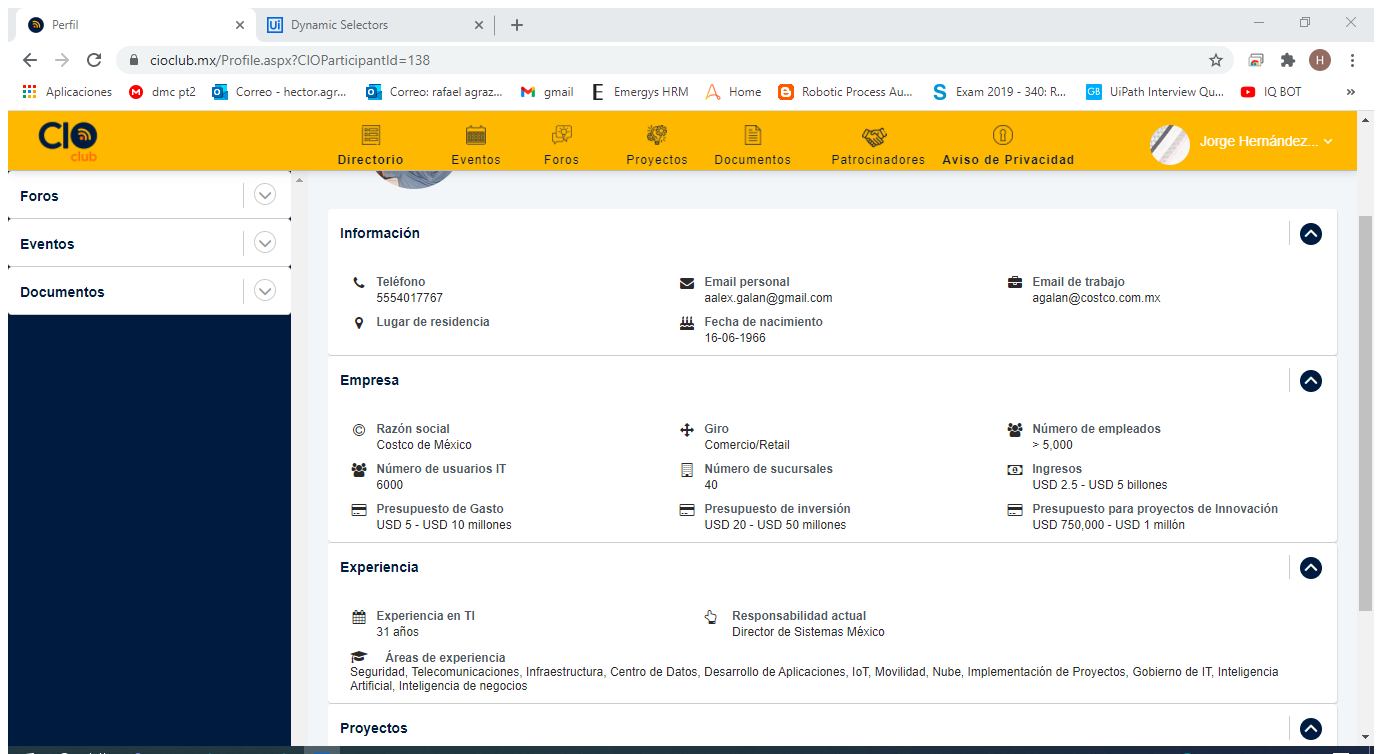 Perfil
Dynamic Selectors
cioclub.mx/Profile.aspx?CIOParticipantId=138
H
Aplicaciones
dmc pt2
Correo - hector.agr...
Correo: rafael agraz...
gmail
Emergys HRM
Home
Robotic Process Au...
Exam 2019 - 340: R...
UiPath Interview Qu...
IQ BOT
»
CIO club
Directorio
Eventos
Foros
Proyectos
Documentos
Patrocinadores
Aviso de Privacidad
Jorge Hernández...
Foros
Eventos
Documentos
Información
Teléfono
5554017767
Email personal
aalex.galan@gmail.com
Email de trabajo
agalan@costco.com.mx
Lugar de residencia
Fecha de nacimiento
16-06-1966
Empresa
Razón social
Costco de México
Giro
Comercio/Retail
Número de empleados
> 5,000
Número de usuarios IT
6000
Número de sucursales
40
Ingresos
USD 2.5 - USD 5 billones
Presupuesto de Gasto
USD 5 - USD 10 millones
Presupuesto de inversión
USD 20 - USD 50 millones
Presupuesto para proyectos de Innovación
USD 750,000 - USD 1 millón
Experiencia
Experiencia en TI
31 años
Responsabilidad actual
Director de Sistemas México
Áreas de experiencia
Seguridad, Telecomunicaciones, Infraestructura, Centro de Datos, Desarrollo de Aplicaciones, IoT, Movilidad, Nube, Implementación de Proyectos, Gobierno de IT, Inteligencia
Artificial, Inteligencia de negocios
Proyectos